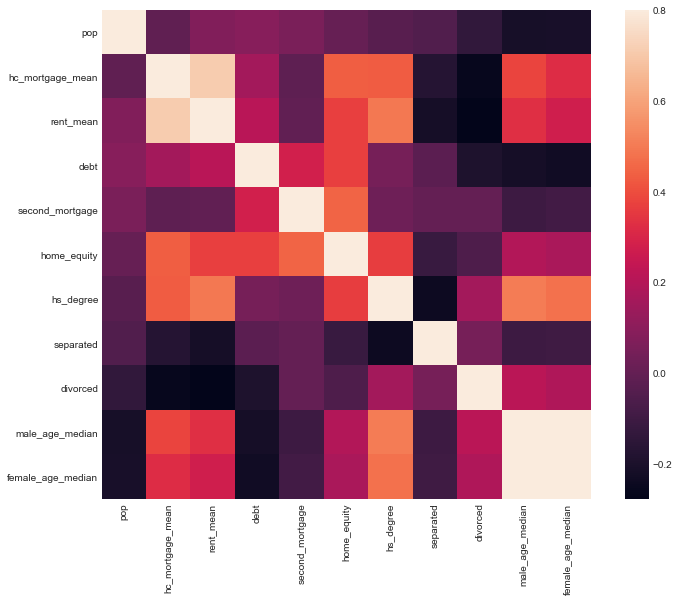 pop
hc_mortgage_mean
rent_mean
debt
second_mortgage
home_equity
hs_degree
separated
divorced
male_age_median
female_age_median
pop
hc_mortgage_mean
rent_mean
debt
second_mortgage
home_equity
hs_degree
separated
divorced
male_age_median
female_age_median
0.8
0.6
0.4
0.2
0.0
−0.2